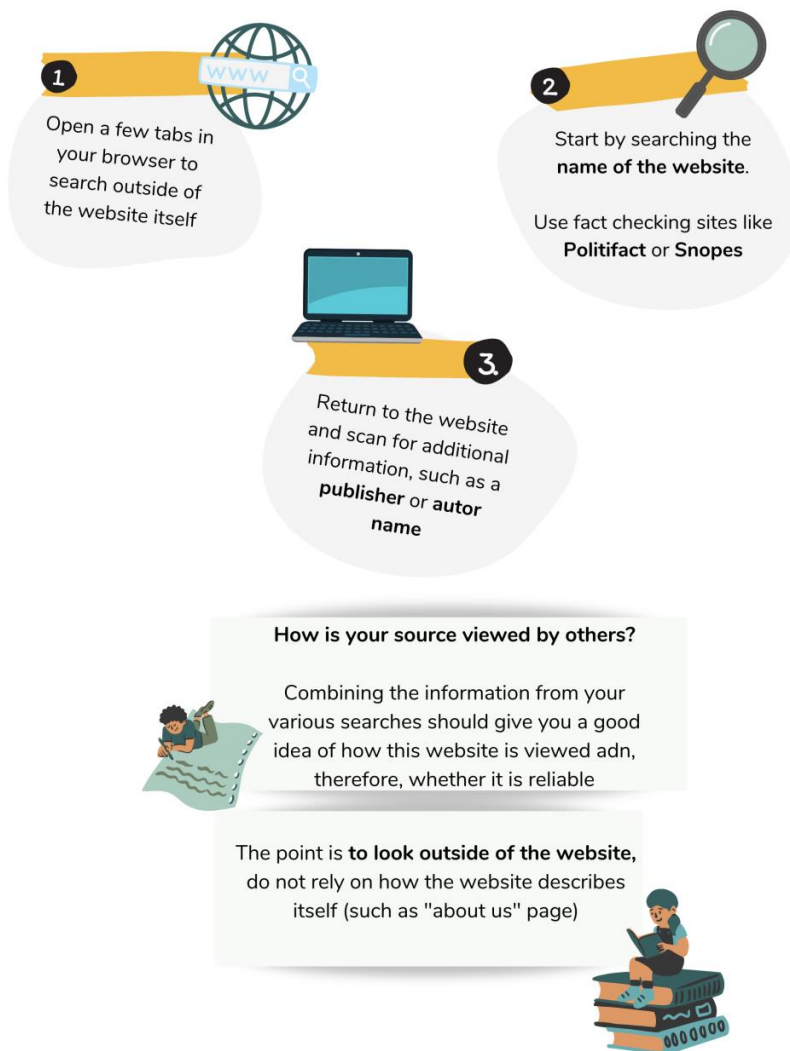 WWW
1
Open a few tabs in
your browser to
search outside of
the website itself
2.
Start by searching the
name of the website.
Use fact checking sites like
Politifact or Snopes
3.
Return to the website
and scan for additional
information, such as a
publisher or autor
name
How is your source viewed by others?
Combining the information from your
various searches should give you a good
idea of how this website is viewed adn,
therefore, whether it is reliable
The point is to look outside of the website,
do not rely on how the website describes
itself (such as "about us" page)